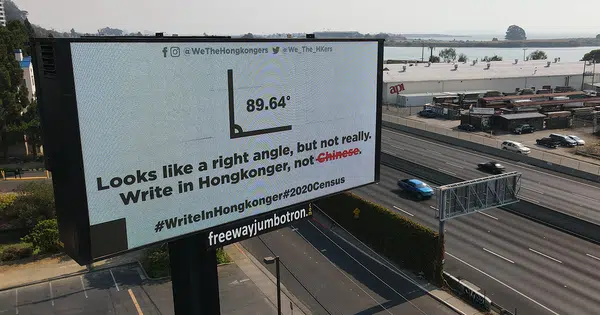 @WeTheHongkongers @We_The_HKers
89.64°
Looks like a right angle, but not really.
Write in Hongkonger, not Chinese.
#WriteInHongkonger#2020Census
freewayjumbotron.
api